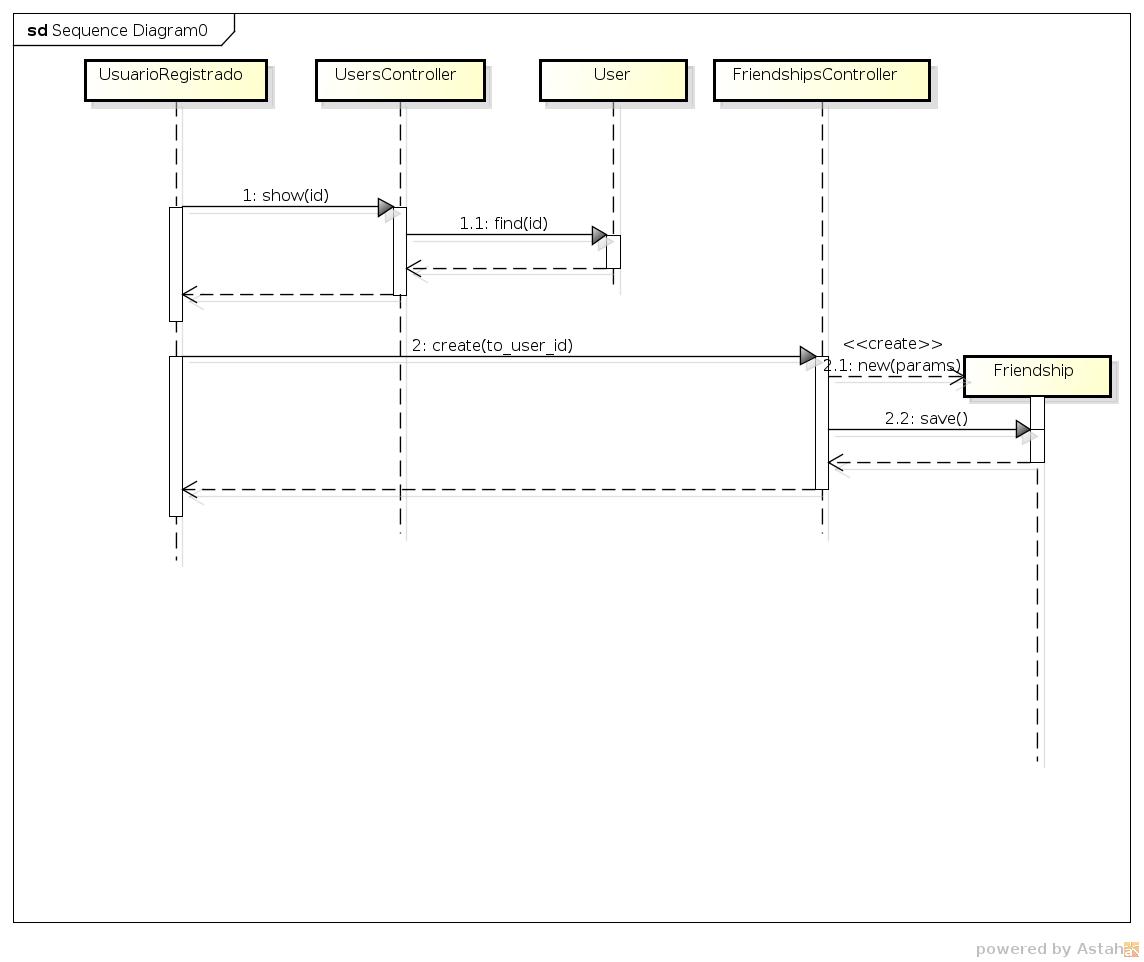 sd Sequence Diagram0
UsuarioRegistrado
UsersController
User
FriendshipsController
1: show(id)
1.1: find(id)
2: create(to_user_id)
<<create>>
2.1: new(params)
Friendship
2.2: save()
powered by Astah